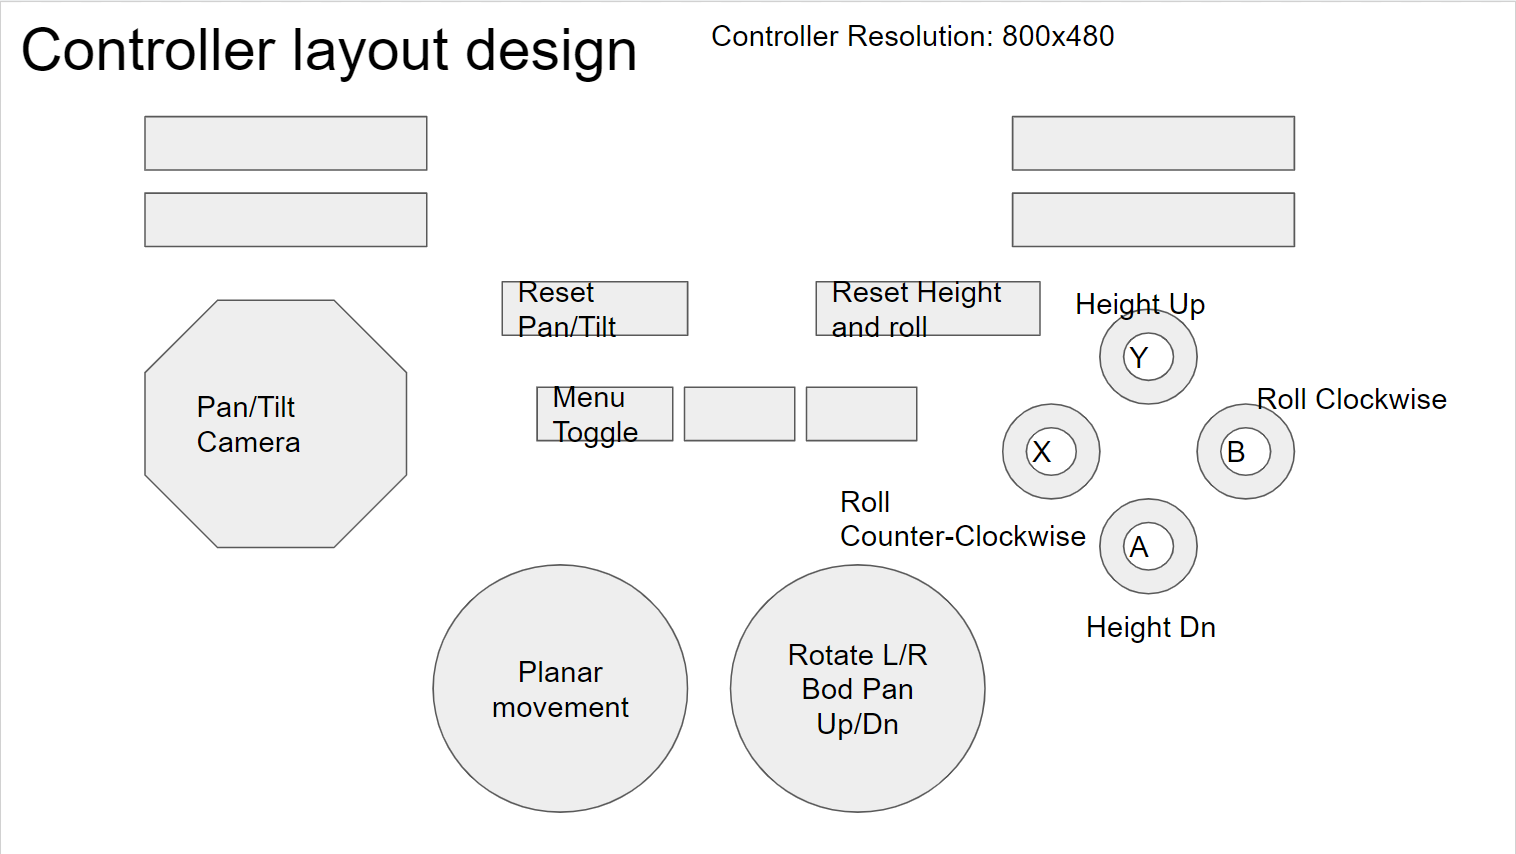 Controller layout design
Controller Resolution: 800x480
Reset
Pan/Tilt
Reset Height
and roll
Height Up
Y
Pan/Tilt
Camera
Menu
Toggle
Roll Clockwise
X
B
Roll
Counter-Clockwise
A
Height Dn
Planar
movement
Rotate L/R
Bod Pan
Up/Dn